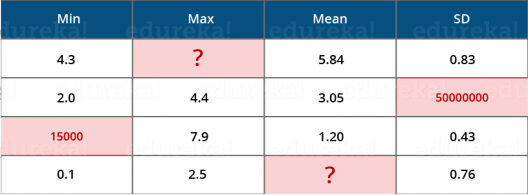 Min Max Mean SD
4.3 ? 5.84 0.83
2.0 4.4 3.05 50000000
15000 7.9 1.20 0.43
0.1 2.5 ? 0.76